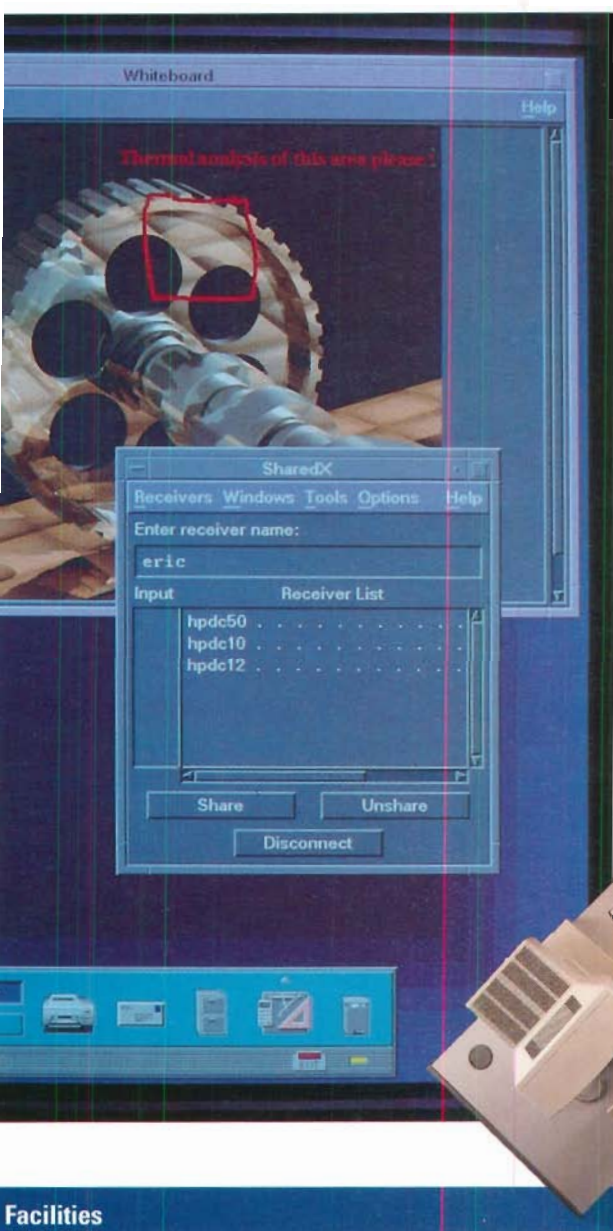 Whiteboard
Help
Thermal analysis of this area please!
SharedX
Receivers Windows Tools Options Help
Enter receiver name:
eric
Input Receiver List
hpdc50 . . . . . . . . . . .
hpdc10 . . . . . . . . . . .
hpdc12 . . . . . . . . . . .
Share Unshare
Disconnect
Facilities